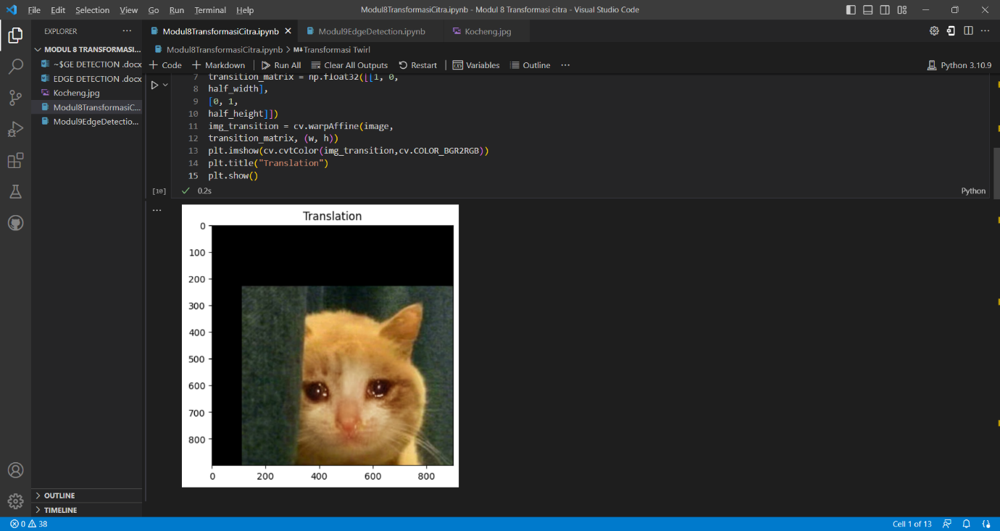 File Edit Selection View Go Run Terminal Help
Modul8TransformasiCitra.ipynb - Modul 8 Transformasi citra - Visual Studio Code
EXPLORER
MODUL 8 TRANSFORMASI...
~$GE DETECTION .docx
EDGE DETECTION .docx
Kocheng.jpg
Modul8TransformasiC...
Modul9EdgeDetectio...
OUTLINE
TIMELINE
Modul8TransformasiCitra.ipynb Modul9EdgeDetection.ipynb Kocheng.jpg
Modul8TransformasiCitra.ipynb > M↓Transformasi Twirl
+ Code + Markdown | Run All Clear All Outputs Restart | Variables Outline ... Python 3.10.9
7 transition_matrix = np.float32([[1, 0,
8 half_width],
9 [0, 1,
10 half_height]])
11 img_transition = cv.warpAffine(image,
12 transition_matrix, (w, h))
13 plt.imshow(cv.cvtColor(img_transition,cv.COLOR_BGR2RGB))
14 plt.title("Translation")
15 plt.show()
[10] ✓ 0.2s Python
Translation
0
100
200
300
400
500
600
700
800
0 200 400 600 800
0 38 Cell 1 of 13